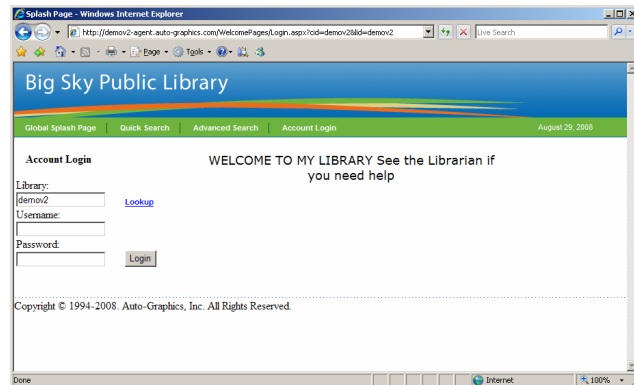 Splash Page - Windows Internet Explorer
http://demov2-agent.auto-graphics.com/WelcomePages/Login.aspx?cid=demov2&lid=demov2
Live Search
Page Tools
Big Sky Public Library
Global Splash Page Quick Search Advanced Search Account Login August 29, 2008
Account Login
WELCOME TO MY LIBRARY See the Librarian if
you need help
Library:
demov2 Lookup
Username:
Password:
Login
Copyright © 1994-2008. Auto-Graphics, Inc. All Rights Reserved.
Done Internet 100%